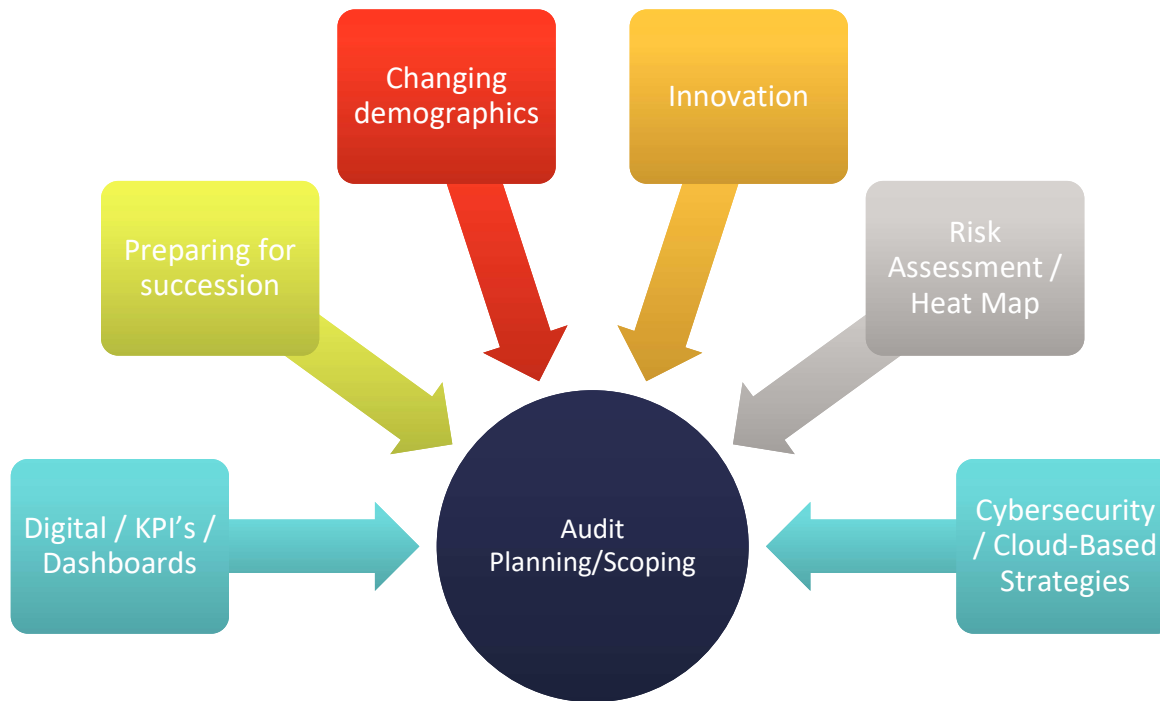 Changing
demographics
Innovation
Preparing for
succession
Risk
Assessment /
Heat Map
Digital / KPI’s /
Dashboards
Audit
Planning/Scoping
Cybersecurity
/ Cloud-Based
Strategies